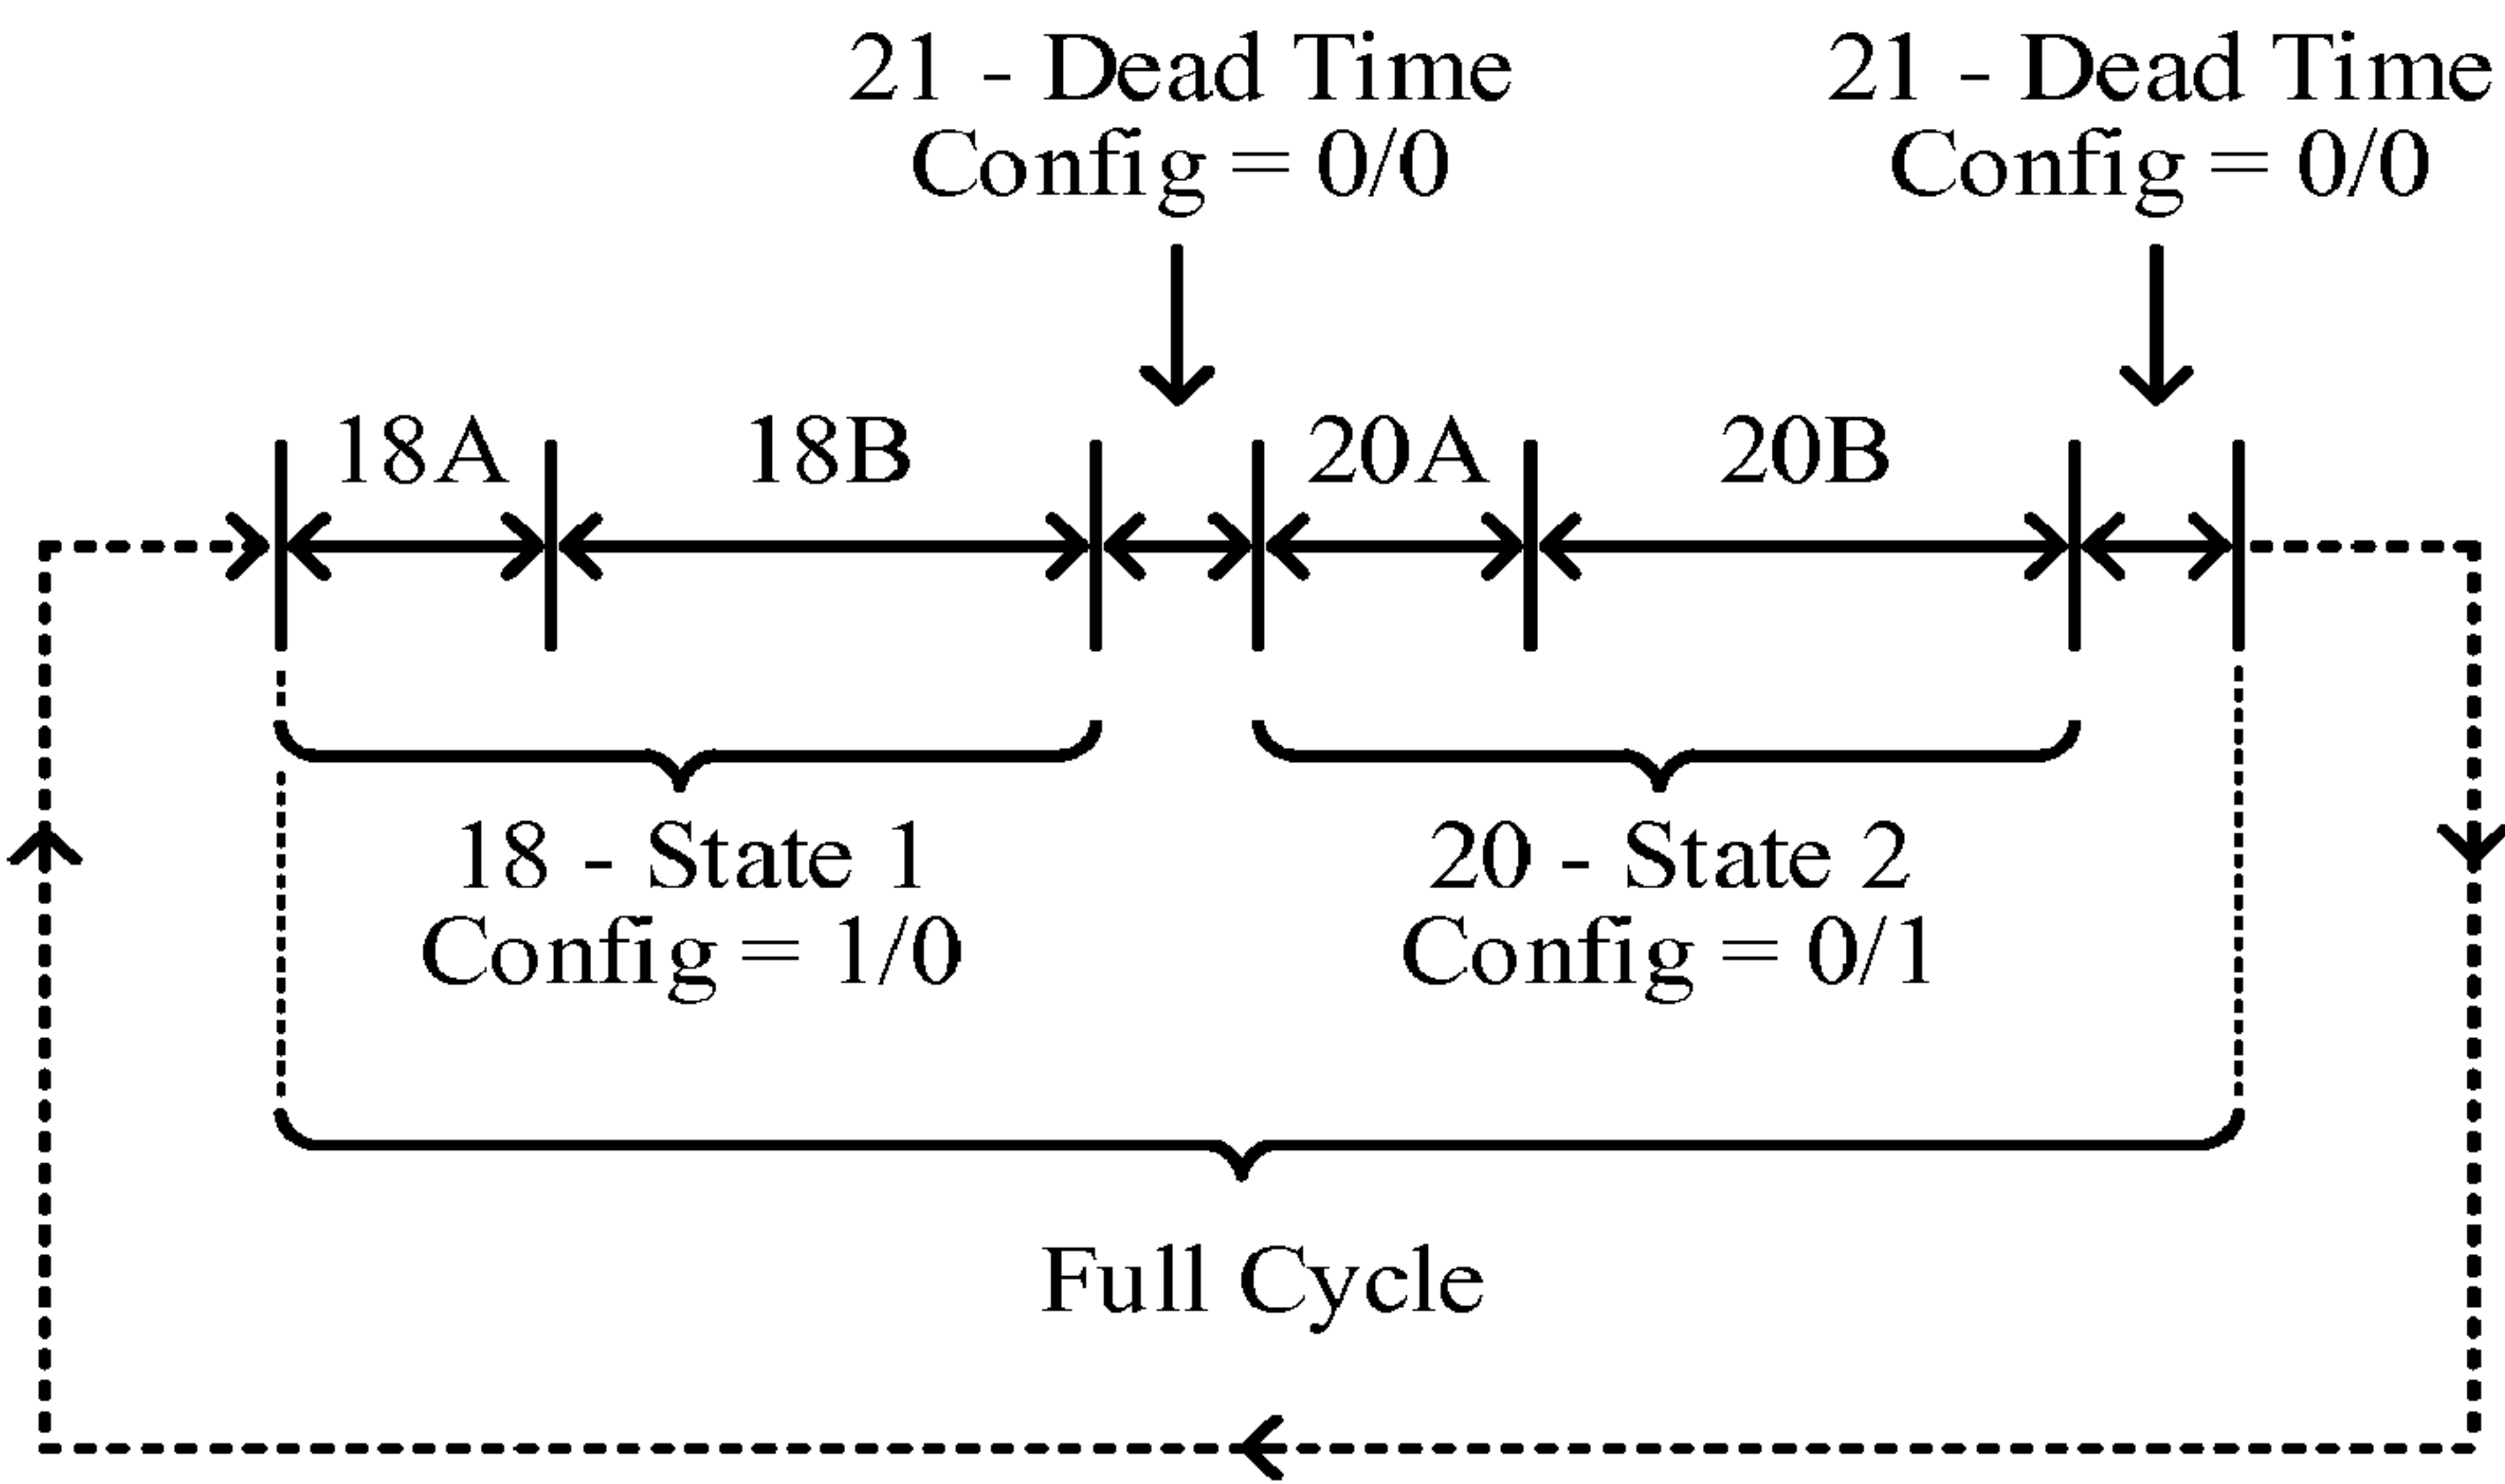 21 - Dead Time
Config = 0/0
21 - Dead Time
Config = 0/0
18A
18B
20A
20B
18 - State 1
Config = 1/0
20 - State 2
Config = 0/1
Full Cycle